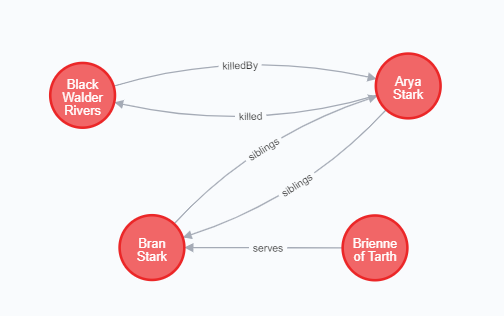 killedBy
Black
Walder
Rivers
Arya
Stark
killed
siblings
siblings
Bran
Stark
serves
Brienne
of Tarth